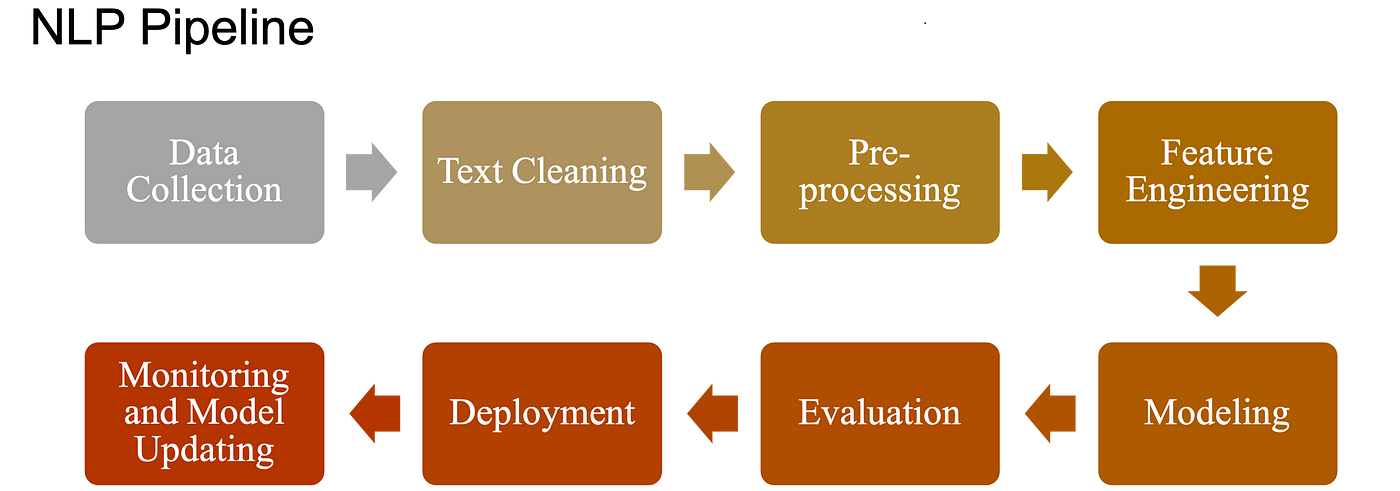 NLP Pipeline
Data
Collection
Text Cleaning
Pre-
processing
Feature
Engineering
Monitoring
and Model
Updating
Deployment
Evaluation
Modeling